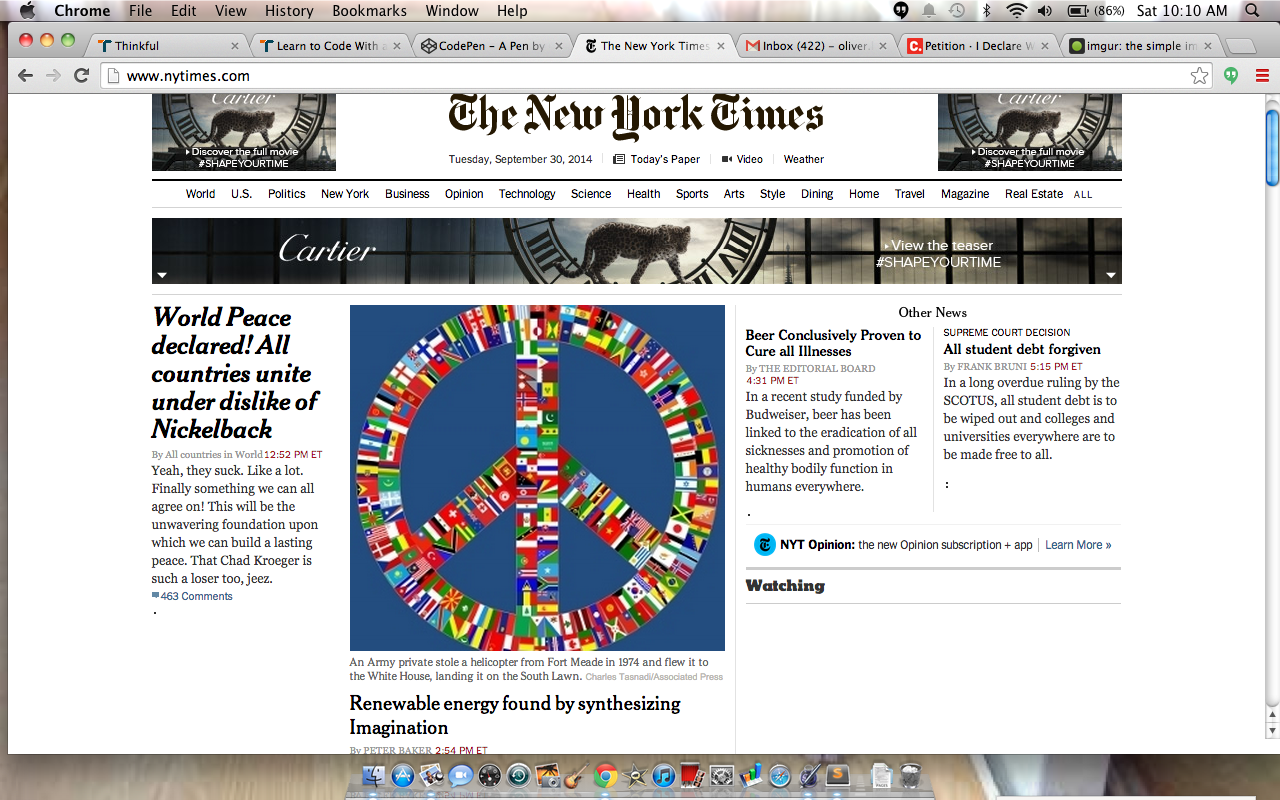 Chrome File Edit View History Bookmarks Window Help (86%) Sat 10:10 AM
Thinkful Learn to Code With a CodePen - A Pen by The New York Times Inbox (422) – oliver. Petition · I Declare W imgur: the simple im
www.nytimes.com
Cartier
Discover the full movie
#SHAPEYOURTIME
The New York Times
Tuesday, September 30, 2014 Today's Paper Video Weather
Cartier
Discover the full movie
#SHAPEYOURTIME
World U.S. Politics New York Business Opinion Technology Science Health Sports Arts Style Dining Home Travel Magazine Real Estate ALL
Cartier
View the teaser
#SHAPEYOURTIME
World Peace
declared! All
countries unite
under dislike of
Nickelback
By All countries in World 12:52 PM ET
Yeah, they suck. Like a lot.
Finally something we can all
agree on! This will be the
unwavering foundation upon
which we can build a lasting
peace. That Chad Kroeger is
such a loser too, jeez.
463 Comments
.
An Army private stole a helicopter from Fort Meade in 1974 and flew it to
the White House, landing it on the South Lawn. Charles Tasnadi/Associated Press
Renewable energy found by synthesizing
Imagination
By PETER BAKER 2:54 PM ET
Other News
Beer Conclusively Proven to
Cure all Illnesses
By THE EDITORIAL BOARD
4:31 PM ET
In a recent study funded by
Budweiser, beer has been
linked to the eradication of all
sicknesses and promotion of
healthy bodily function in
humans everywhere.
.
SUPREME COURT DECISION
All student debt forgiven
By FRANK BRUNI 5:15 PM ET
In a long overdue ruling by the
SCOTUS, all student debt is to
be wiped out and colleges and
universities everywhere are to
be made free to all.
:
NYT Opinion: the new Opinion subscription + app Learn More »
Watching